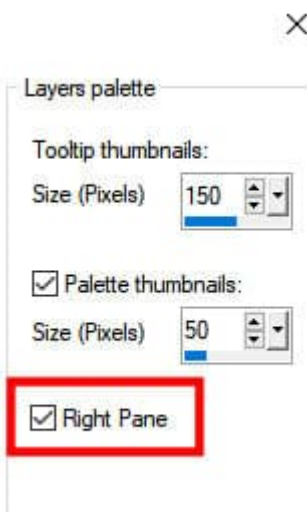 Layers palette
Tooltip thumbnails:
Size (Pixels) 150
Palette thumbnails:
Size (Pixels) 50
Right Pane